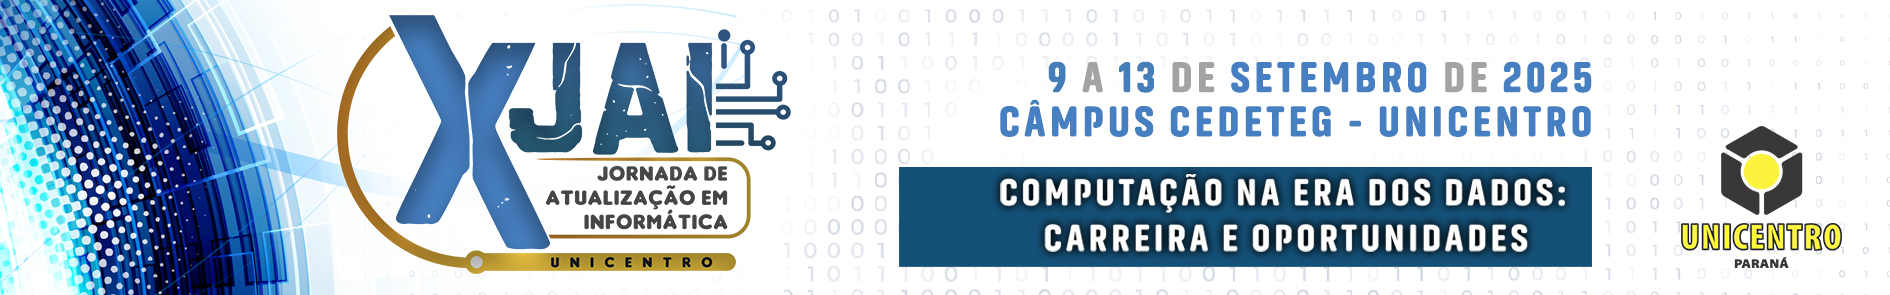 XJAI
JORNADA DE
ATUALIZAÇÃO EM
INFORMÁTICA
UNICENTRO
9 A 13 DE SETEMBRO DE 2025
CÂMPUS CEDETEG - UNICENTRO
COMPUTAÇÃO NA ERA DOS DADOS:
CARREIRA E OPORTUNIDADES
UNICENTRO
PARANÁ